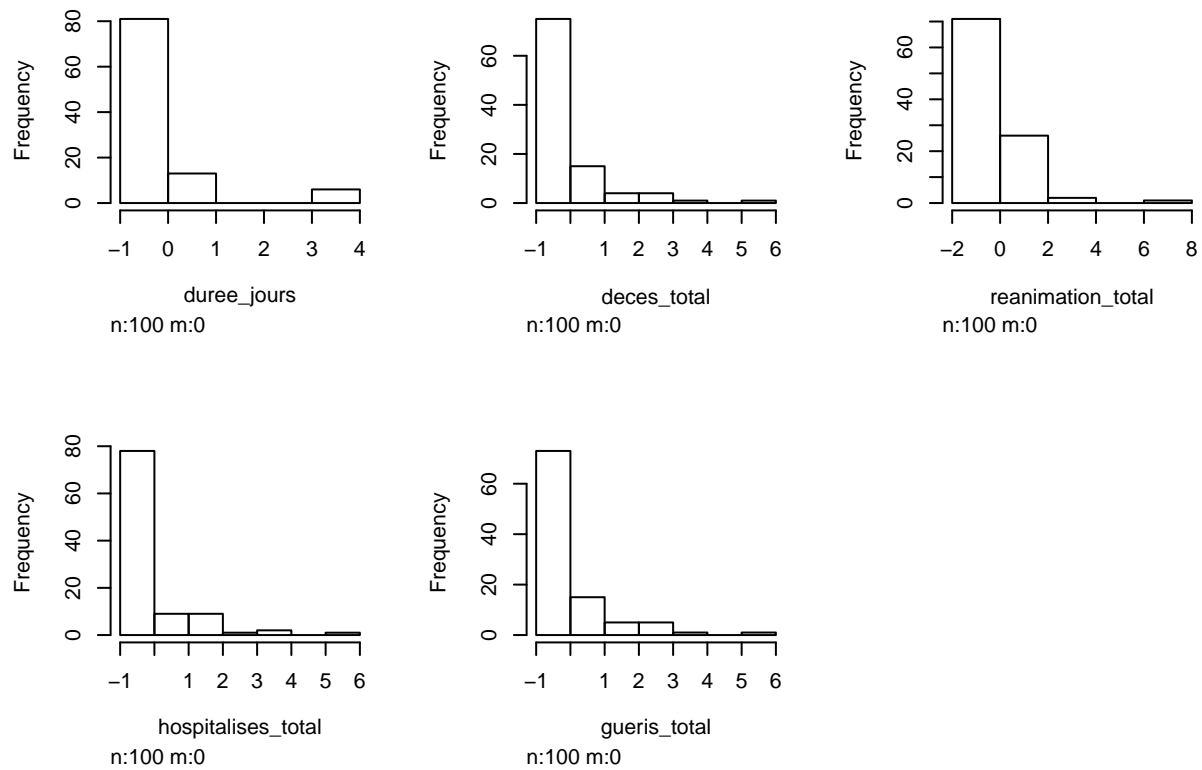 Frequency
0 20 40 60 80
−1 0 1 2 3 4
duree_jours
n:100 m:0
Frequency
0 20 40 60
−1 1 2 3 4 5 6
deces_total
n:100 m:0
Frequency
0 20 40 60
−2 0 2 4 6 8
reanimation_total
n:100 m:0
Frequency
0 20 40 60 80
−1 1 2 3 4 5 6
hospitalises_total
n:100 m:0
Frequency
0 20 40 60
−1 1 2 3 4 5 6
gueris_total
n:100 m:0